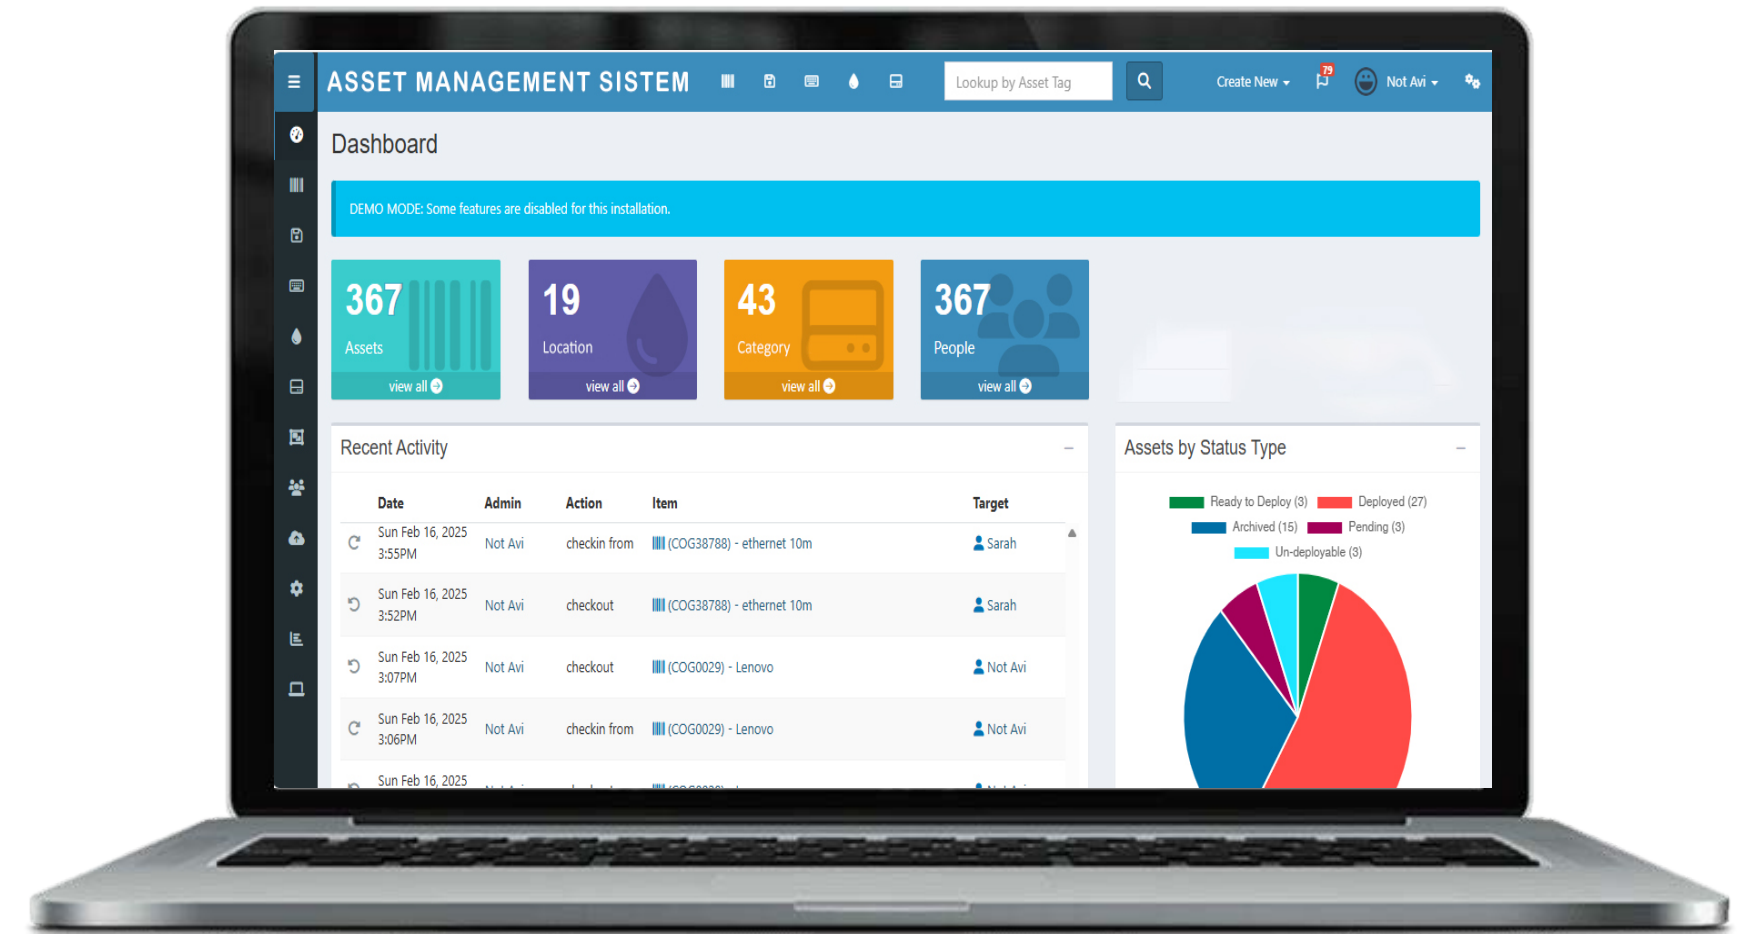 ASSET MANAGEMENT SISTEM
Lookup by Asset Tag
Create New
79
Not Avi
Dashboard
DEMO MODE: Some features are disabled for this installation.
367
Assets
view all
19
Location
view all
43
Category
view all
367
People
view all
Recent Activity
Date Admin Action Item Target
Sun Feb 16, 2025
3:55PM
Not Avi checkin from (COG38788) - ethernet 10m Sarah
Sun Feb 16, 2025
3:52PM
Not Avi checkout (COG38788) - ethernet 10m Sarah
Sun Feb 16, 2025
3:07PM
Not Avi checkout (COG0029) - Lenovo Not Avi
Sun Feb 16, 2025
3:06PM
Not Avi checkin from (COG0029) - Lenovo Not Avi
Sun Feb 16, 2025
Assets by Status Type
Ready to Deploy (3) Deployed (27)
Archived (15) Pending (3)
Un-deployable (3)